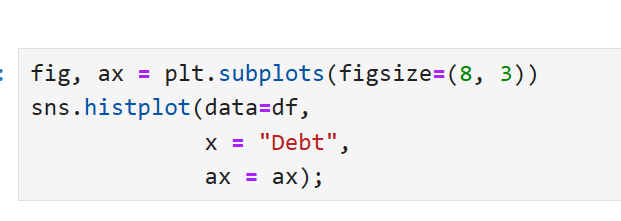 fig, ax = plt.subplots(figsize=(8, 3))
sns.histplot(data=df,
             x = "Debt",
             ax = ax);